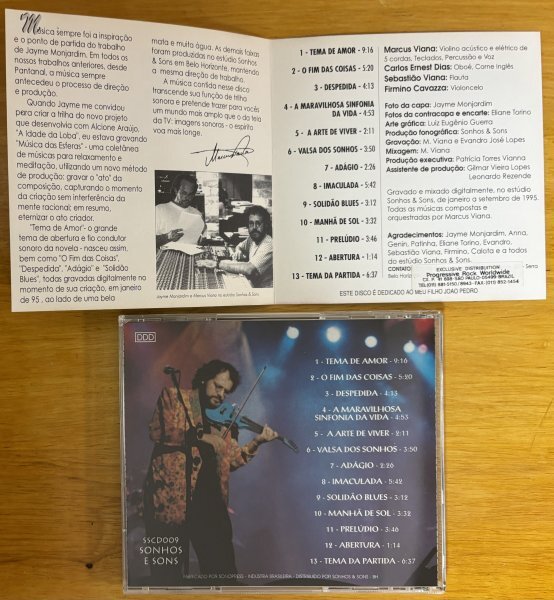 Música sempre foi a inspiração
e o ponto de partida do trabalho
de Jayme Monjardim. Em todos os
nossos trabalhos anteriores, desde
Pantanal, a música sempre
antecedeu o processo de direção
e produção.
Quando Jayme me convidou
para criar a trilha do novo projeto
que desenvolvia com Alcione Araújo,
"A Idade da Loba", eu estava gravando
"Música das Esferas" - uma coletânea
de músicas para relaxamento e
meditação, utilizando um novo método
de produção: gravar o "ato" da
composição, capturando o momento
da criação sem interferência da
mente racional; em resumo,
eternizar o ato criador.
"Tema de Amor"- o grande
tema de abertura e fio condutor
sonoro da novela - nasceu assim,
bem como "O Fim das Coisas",
"Despedida", "Adágio" e "Solidão
Blues", todas gravadas digitalmente no
momento de sua criação, em janeiro
de 95 , ao lado de uma bela
mata e muita água. As demais faixas
foram produzidas no estúdio Sonhos
& Sons em Belo Horizonte, mantendo
a mesma direção de trabalho.
A música contida nesse disco
transcende sua função de trilha
sonora e pretende trazer para vocês
um mundo mais amplo que o da tela
da TV: imagens sonoras - o espírito
voa mais longe.
Jayme Monjardim e Marcus Viana no estúdio Sonhos & Sons
1 - TEMA DE AMOR - 9:16
2 - O FIM DAS COISAS - 5:20
3 - DESPEDIDA - 4:13
4 - A MARAVILHOSA SINFONIA
DA VIDA - 4:53
5 - A ARTE DE VIVER - 2:11
6 - VALSA DOS SONHOS - 3:50
7 - ADÁGIO - 2:26
8 - IMACULADA - 5:42
9 - SOLIDÃO BLUES - 3:12
10 - MANHÃ DE SOL - 3:32
11 - PRELÚDIO - 3:46
12 - ABERTURA - 1:14
13 - TEMA DA PARTIDA - 6:37
Marcus Viana: Violino acústico e elétrico de
5 cordas, Teclados, Percussão e Voz
Carlos Ernest Dias: Oboé, Corne Inglês
Sebastião Viana: Flauta
Firmino Cavazza: Violoncelo
Foto da capa: Jayme Monjardim
Fotos da contracapa e encarte: Eliane Torino
Arte gráfica: Luiz Eugênio Guerra
Produção fonográfica: Sonhos & Sons
Gravação: M. Viana e Evandro José Lopes
Mixagem: M. Viana
Produção executiva: Patrícia Torres Vianna
Assistente de produção: Gilmar Vieira Lopes
Leonardo Rezende
Gravado e mixado digitalmente, no estúdio
Sonhos & Sons, de janeiro a setembro de 1995.
Todas as músicas compostas e
orquestradas por Marcus Viana.
Agradecimentos: Jayme Monjardim, Anna,
Genin, Patinha, Eliane Torino, Evandro,
Sebastião Viana, Firmino, Calota e a todos
da estúdio Sonhos & Sons.
EXCLUSIVE DISTRIBUTION
Progressive Rock Worldwide
ESTE DISCO É DEDICADO AO MEU FILHO JOÃO PEDRO.
DDD
1 - TEMA DE AMOR - 9:16
2 - O FIM DAS COISAS - 5:20
3 - DESPEDIDA - 4:13
4 - A MARAVILHOSA
SINFONIA DA VIDA - 4:53
5 - A ARTE DE VIVER - 2:11
6 - VALSA DOS SONHOS - 3:50
7 - ADÁGIO - 2:26
8 - IMACULADA - 5:42
9 - SOLIDÃO BLUES - 3:12
10 - MANHÃ DE SOL - 3:32
11 - PRELÚDIO - 3:46
12 - ABERTURA - 1:14
13 - TEMA DA PARTIDA - 6:37
SSCD009
SONHOS
E SONS
FABRICADO POR SONOPRESS - INDÚSTRIA BRASILEIRA / DISTRIBUÍDO POR SONHOS & SONS - BH